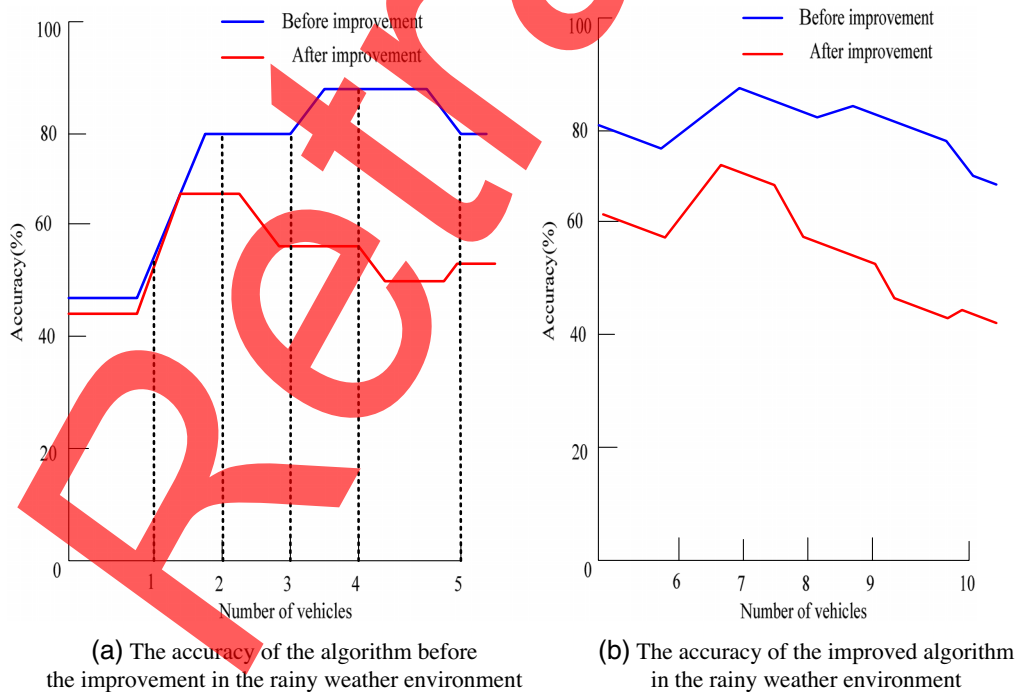 100
80
60
40
20
0
Accuracy(%)
Before improvement
After improvement
1 2 3 4 5
Number of vehicles
(a) The accuracy of the algorithm before
the improvement in the rainy weather environment
100
80
60
40
20
0
Accuracy(%)
Before improvement
After improvement
6 7 8 9 10
Number of vehicles
(b) The accuracy of the improved algorithm
in the rainy weather environment